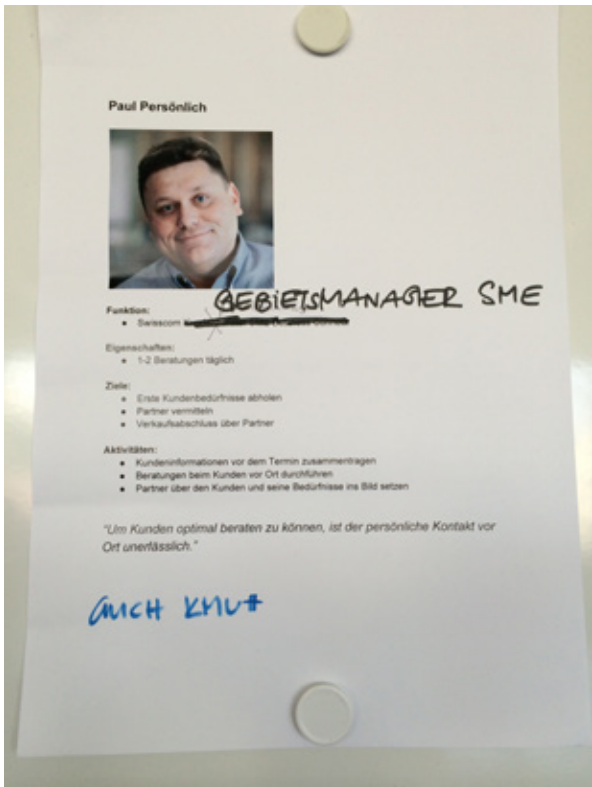 Paul Persönlich
GEBIETSMANAGER SME
Funktion:
● Swisscom
Eigenschaften:
● 1-2 Beratungen täglich
Ziele:
● Erste Kundenbedürfnisse abholen
● Partner vermitteln
● Verkaufsabschluss über Partner
Aktivitäten:
● Kundeninformationen vor dem Termin zusammentragen
● Beratungen beim Kunden vor Ort durchführen
● Partner über den Kunden und seine Bedürfnisse ins Bild setzen
"Um Kunden optimal beraten zu können, ist der persönliche Kontakt vor
Ort unerlässlich."
AUCH KMU+